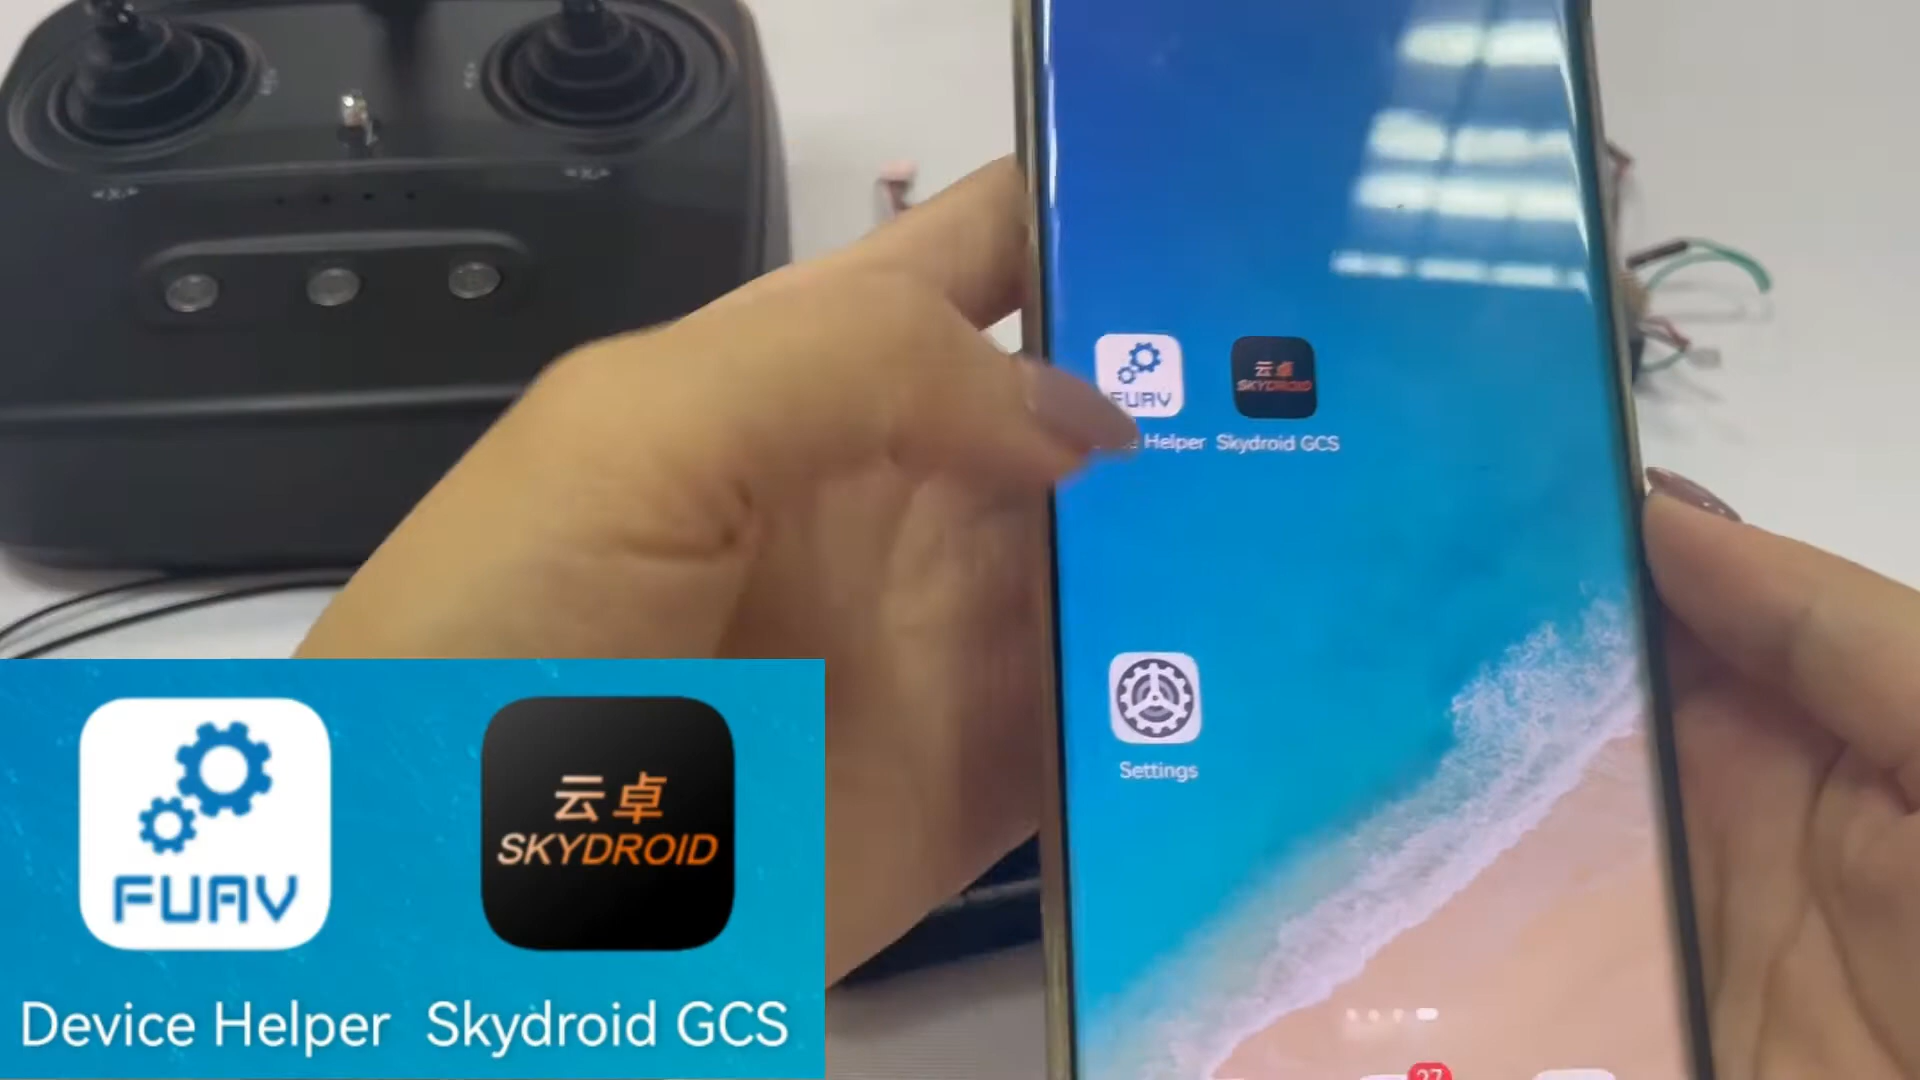 FUAV
云卓
SKYDROID
Helper
Skydroid GCS
Settings
27
云卓
SKYDROID
FUAV
Device Helper
Skydroid GCS